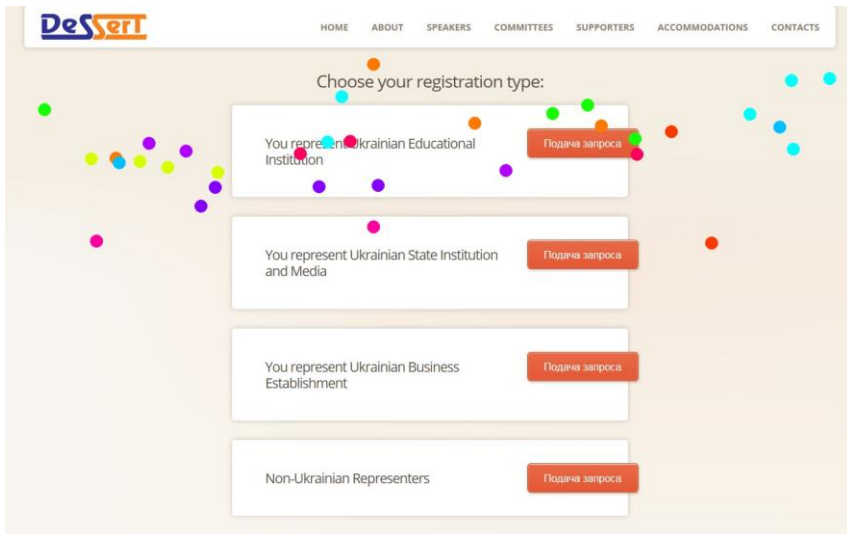 DeSSerT
HOME ABOUT SPEAKERS COMMITTEES SUPPORTERS ACCOMMODATIONS CONTACTS
Choose your registration type:
You represent Ukrainian Educational
Institution
Подача запроса
You represent Ukrainian State Institution
and Media
Подача запроса
You represent Ukrainian Business
Establishment
Подача запроса
Non-Ukrainian Representers
Подача запроса